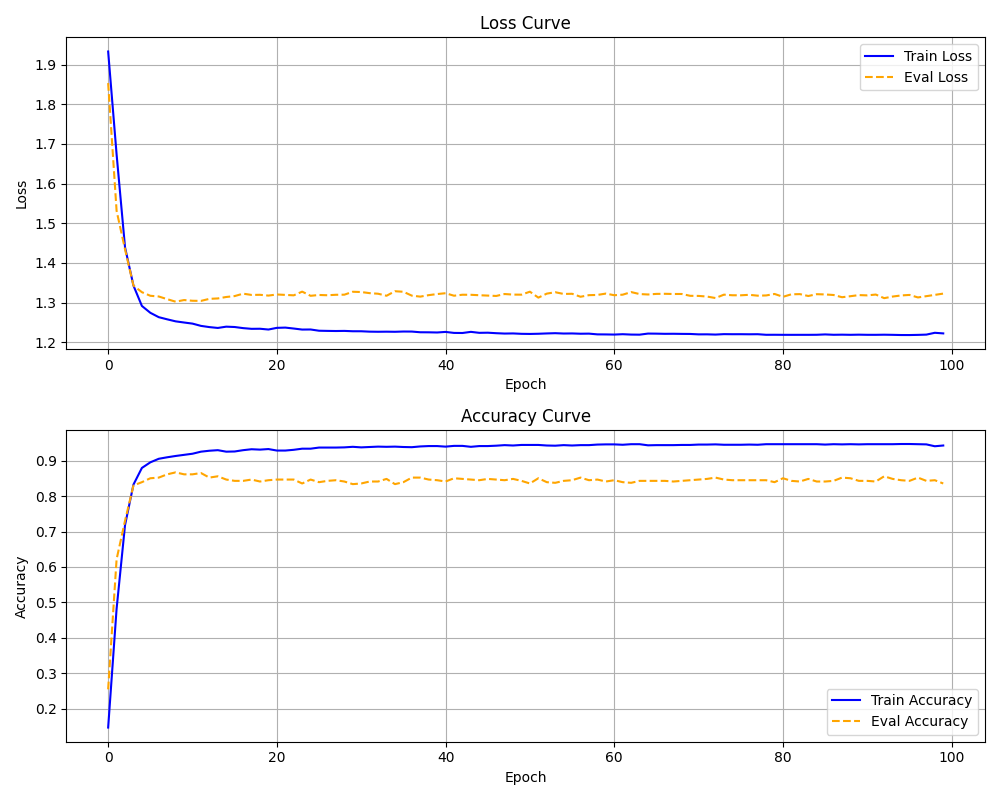 Loss Curve
1.9
1.8
1.7
1.6
1.5
1.4
1.3
1.2
Loss
Train Loss
Eval Loss
0 20 40 60 80 100
Epoch
Accuracy Curve
0.9
0.8
0.7
0.6
0.5
0.4
0.3
0.2
Accuracy
Train Accuracy
Eval Accuracy
0 20 40 60 80 100
Epoch